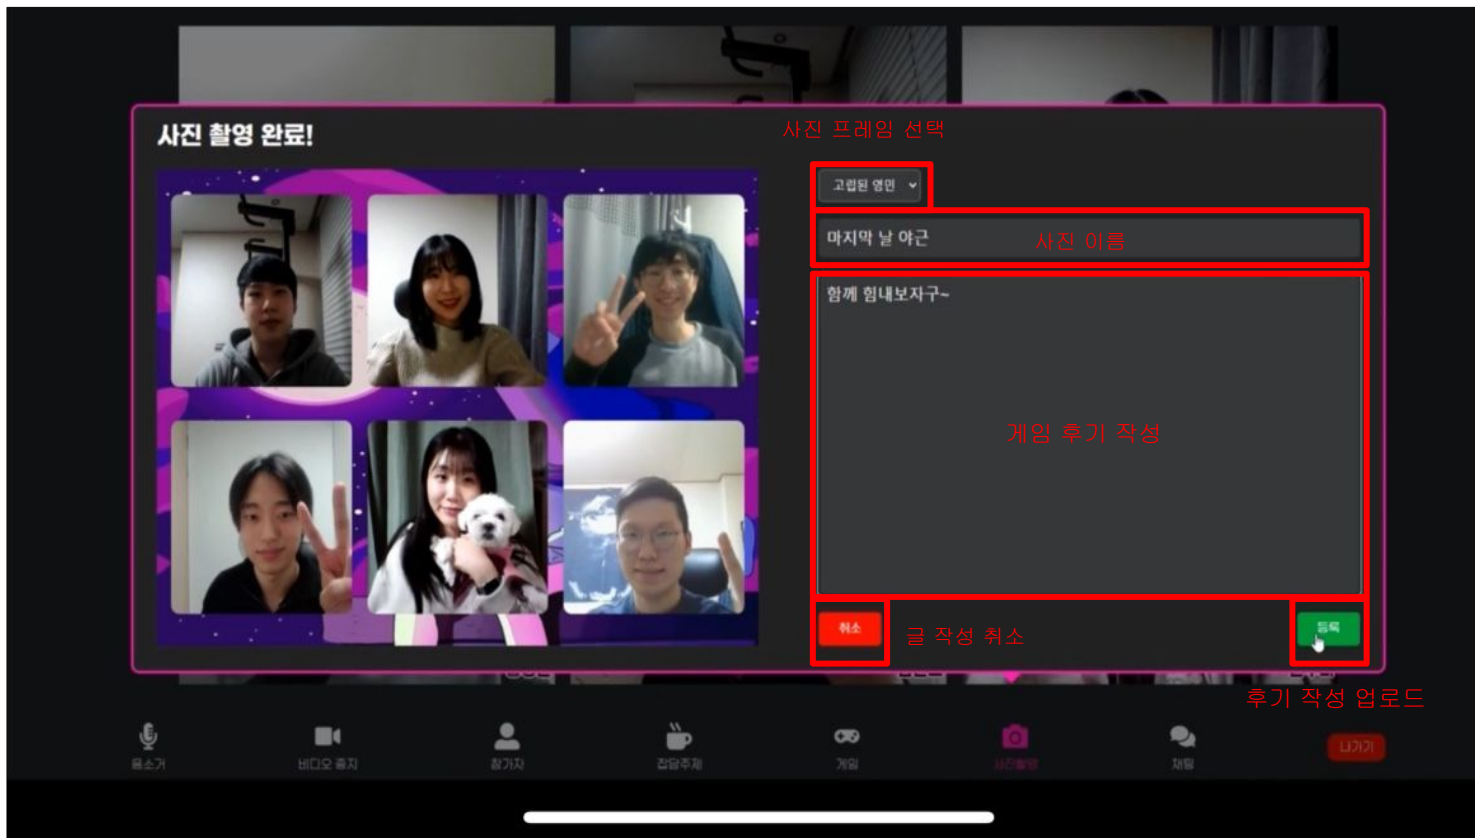 사진 촬영 완료!
사진 프레임 선택
고립된 영민
마지막 날 야근
사진 이름
함께 힘내보자구~
게임 후기 작성
취소
글 작성 취소
등록
후기 작성 업로드
음소거
비디오 중지
참가자
잡담주제
게임
사진촬영
채팅
나가기